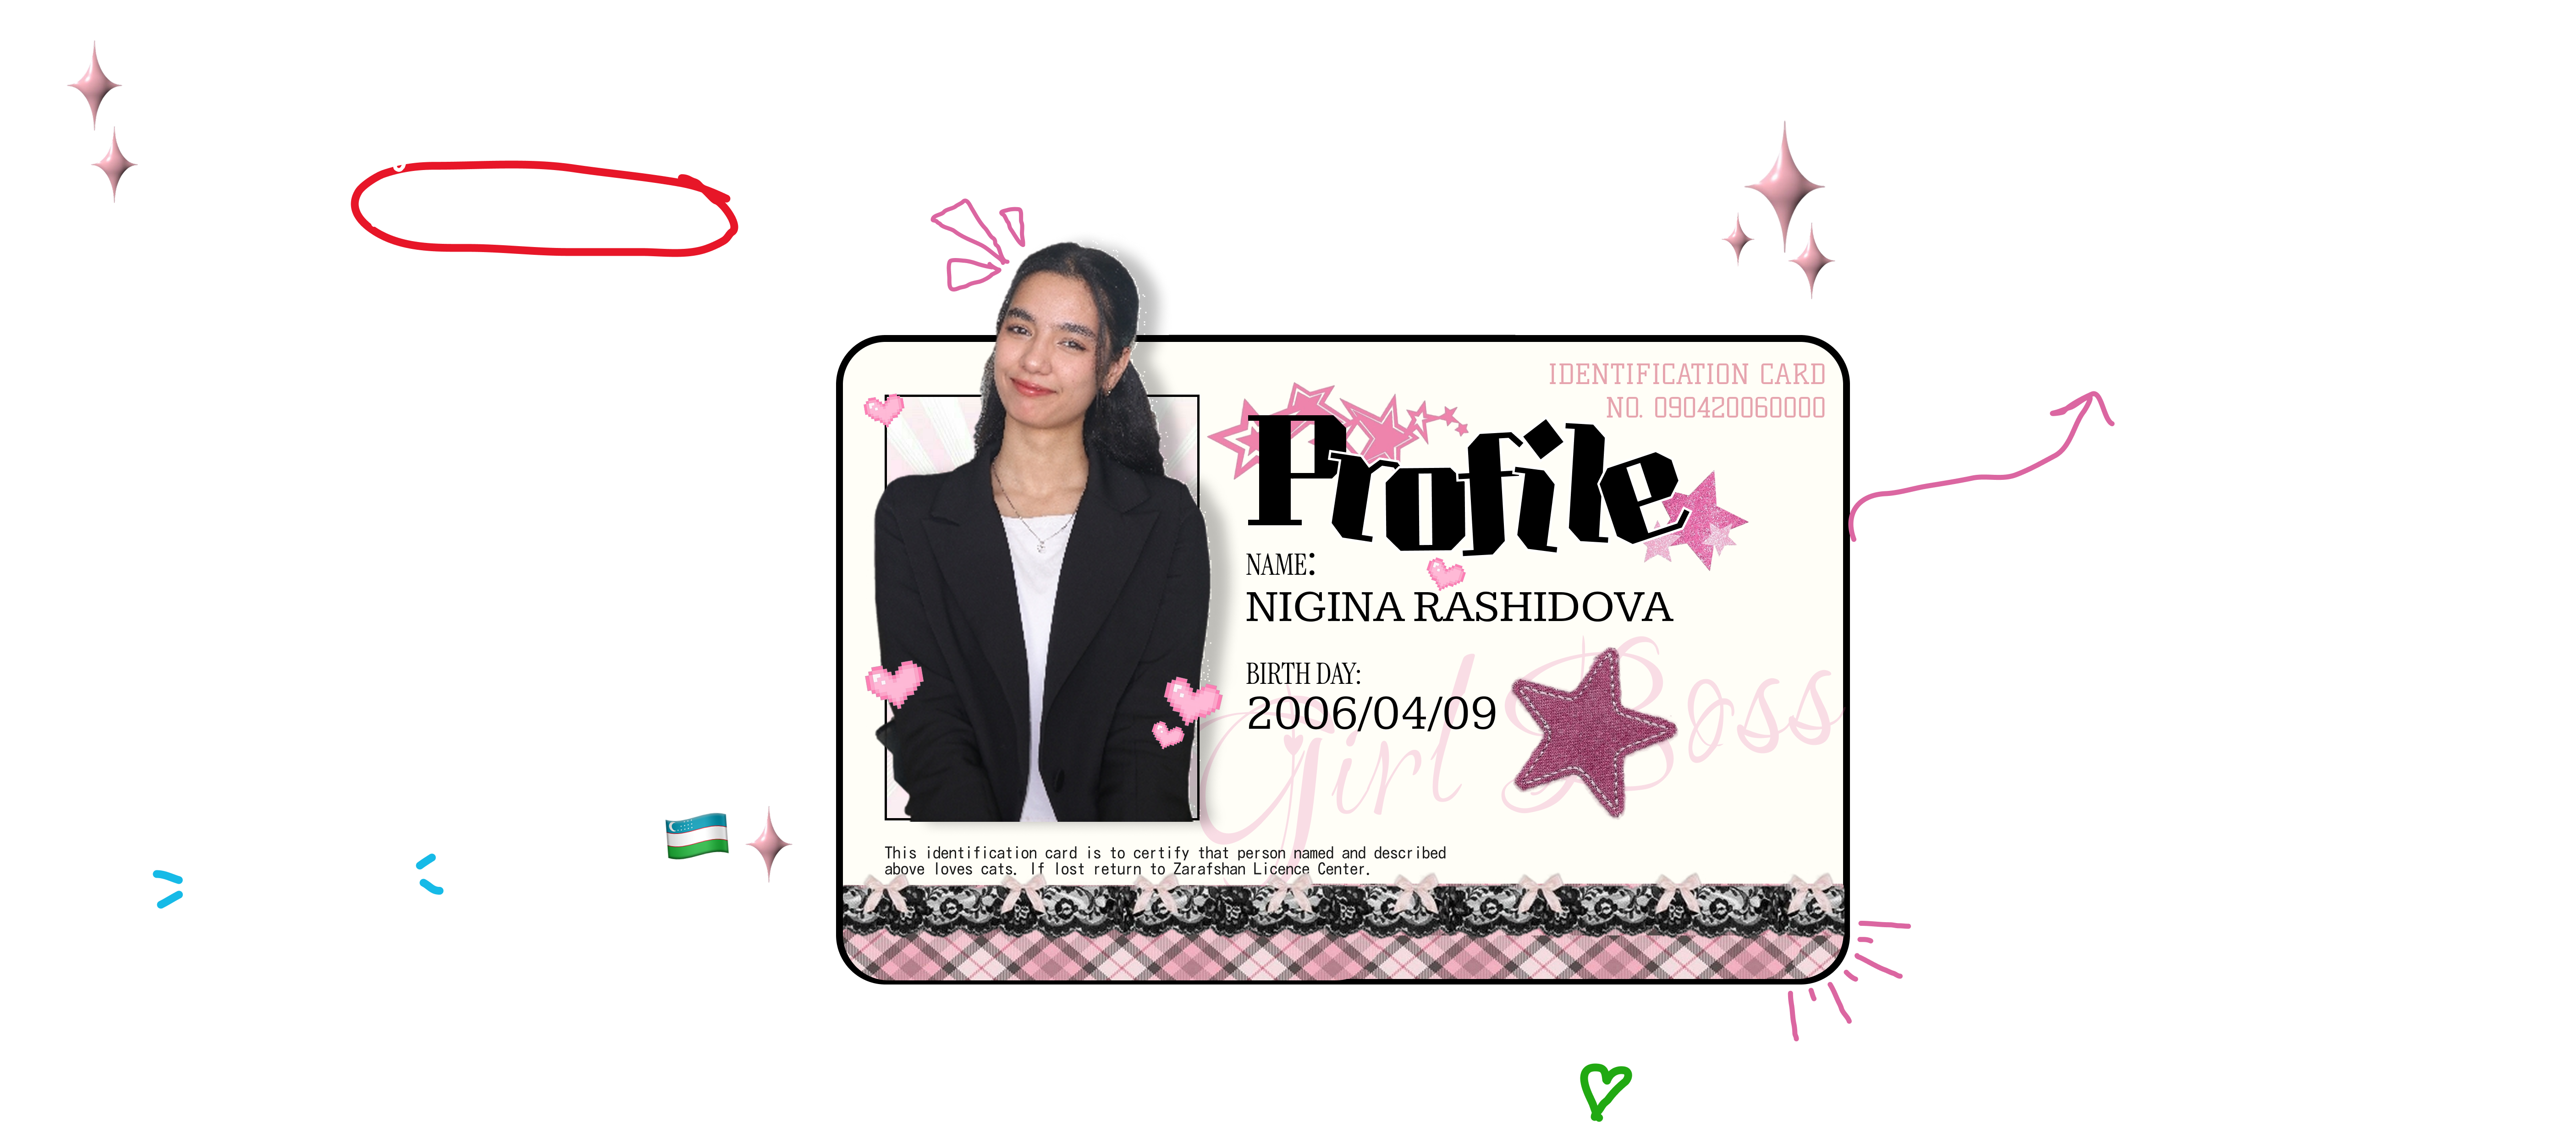 IDENTIFICATION CARD
NO. 090420060000
Profile
NAME:
NIGINA RASHIDOVA
BIRTH DAY:
2006/04/09
Girl Boss
This identification card is to certify that person named and described
above loves cats. If lost return to Zarafshan Licence Center.